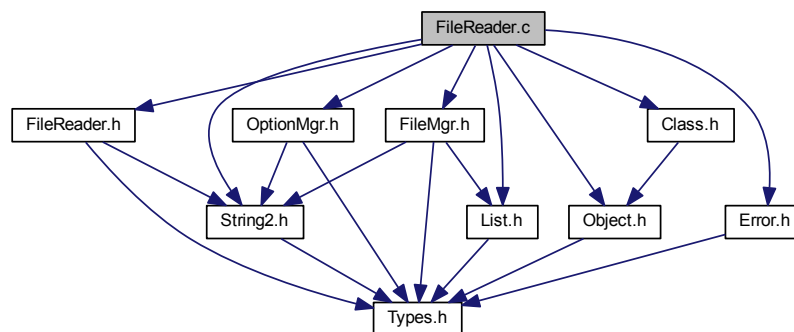 FileReader.c
FileReader.h
OptionMgr.h
FileMgr.h
Class.h
String2.h
List.h
Object.h
Error.h
Types.h